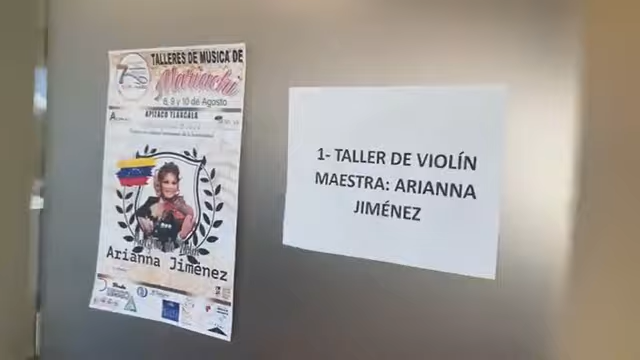 TALLERES DE MUSICA DE
Mariachi
8, 9 y 10 de Agosto
APIZACO TLAXCALA
Arianna Jiménez
1- TALLER DE VIOLÍN
MAESTRA: ARIANNA
JIMÉNEZ